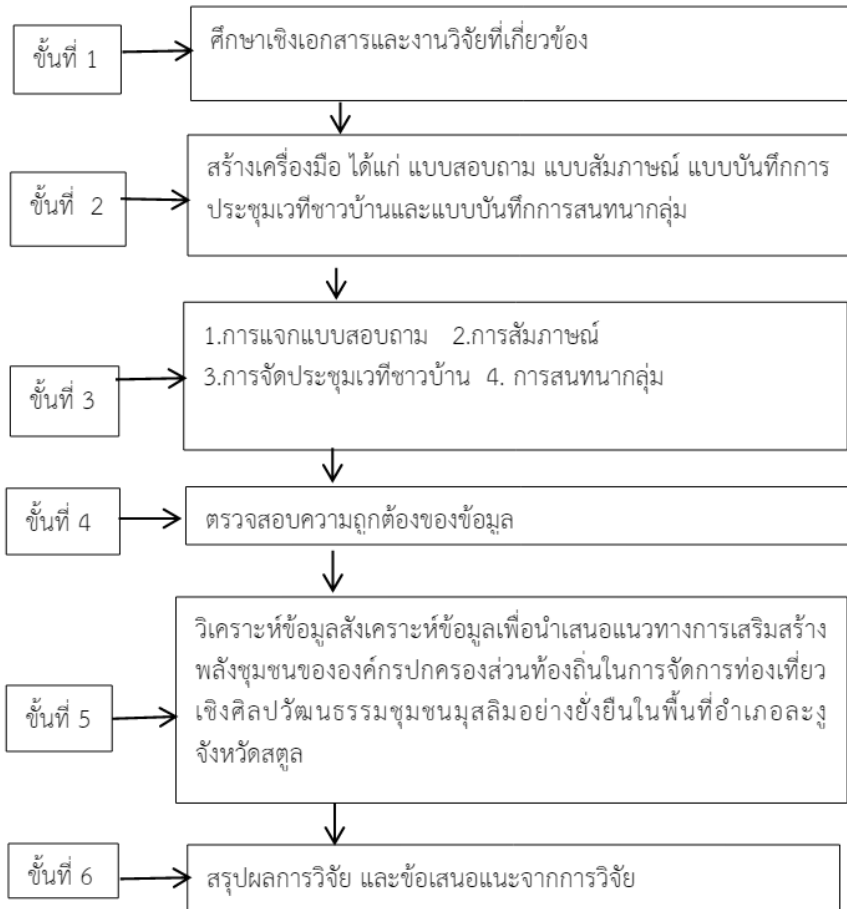 ขั้นที่ 1
ศึกษาเชิงเอกสารและงานวิจัยที่เกี่ยวข้อง
ขั้นที่ 2
สร้างเครื่องมือ ได้แก่ แบบสอบถาม แบบสัมภาษณ์ แบบบันทึกการ
ประชุมเวทีชาวบ้านและแบบบันทึกการสนทนากลุ่ม
ขั้นที่ 3
1.การแจกแบบสอบถาม 2.การสัมภาษณ์
3.การจัดประชุมเวทีชาวบ้าน 4. การสนทนากลุ่ม
ขั้นที่ 4
ตรวจสอบความถูกต้องของข้อมูล
ขั้นที่ 5
วิเคราะห์ข้อมูลสังเคราะห์ข้อมูลเพื่อนำเสนอแนวทางการเสริมสร้าง
พลังชุมชนขององค์กรปกครองส่วนท้องถิ่นในการจัดการท่องเที่ยว
เชิงศิลปวัฒนธรรมชุมชนมุสลิมอย่างยั่งยืนในพื้นที่อำเภอละงู
จังหวัดสตูล
ขั้นที่ 6
สรุปผลการวิจัย และข้อเสนอแนะจากการวิจัย